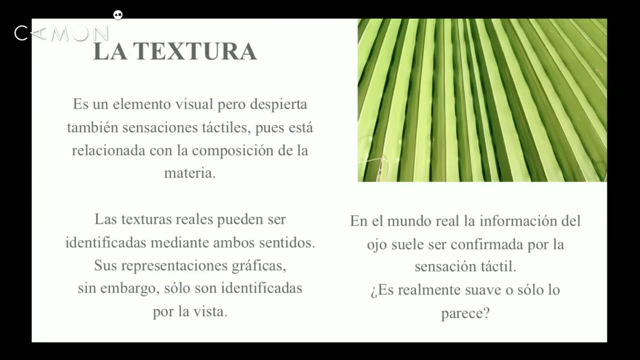 CAMON
LA TEXTURA
Es un elemento visual pero despierta
también sensaciones táctiles, pues está
relacionada con la composición de la
materia.
Las texturas reales pueden ser
identificadas mediante ambos sentidos.
Sus representaciones gráficas,
sin embargo, sólo son identificadas
por la vista.
En el mundo real la información del
ojo suele ser confirmada por la
sensación táctil.
¿Es realmente suave o sólo lo
parece?